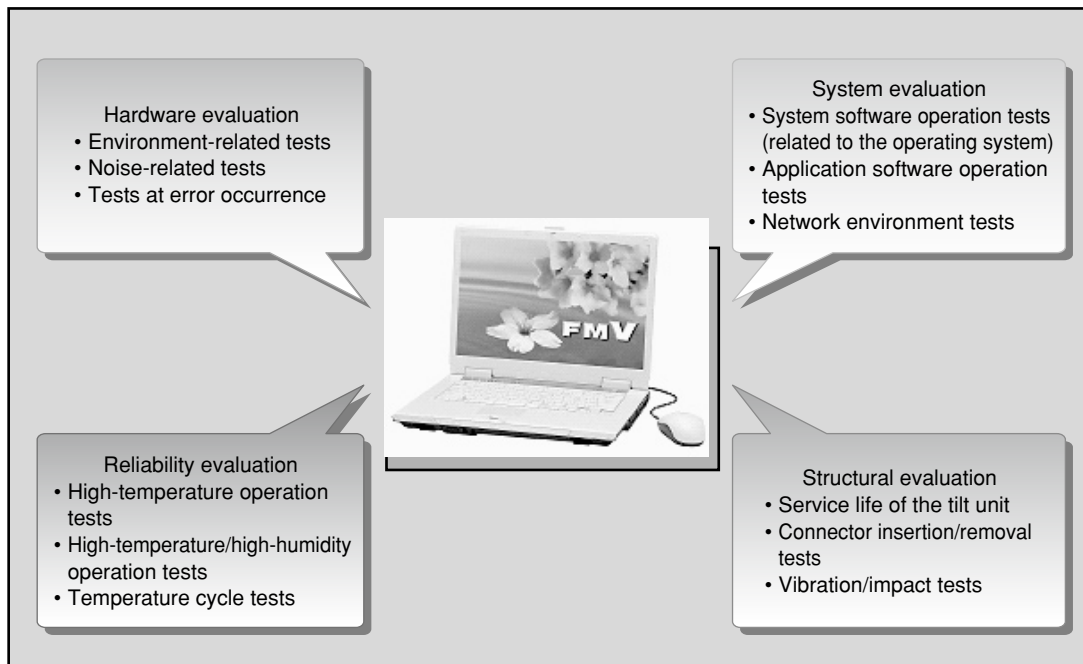 Hardware evaluation
• Environment-related tests
• Noise-related tests
• Tests at error occurrence
System evaluation
• System software operation tests
(related to the operating system)
• Application software operation
tests
• Network environment tests
FMV
Reliability evaluation
• High-temperature operation
tests
• High-temperature/high-humidity
operation tests
• Temperature cycle tests
Structural evaluation
• Service life of the tilt unit
• Connector insertion/removal
tests
• Vibration/impact tests